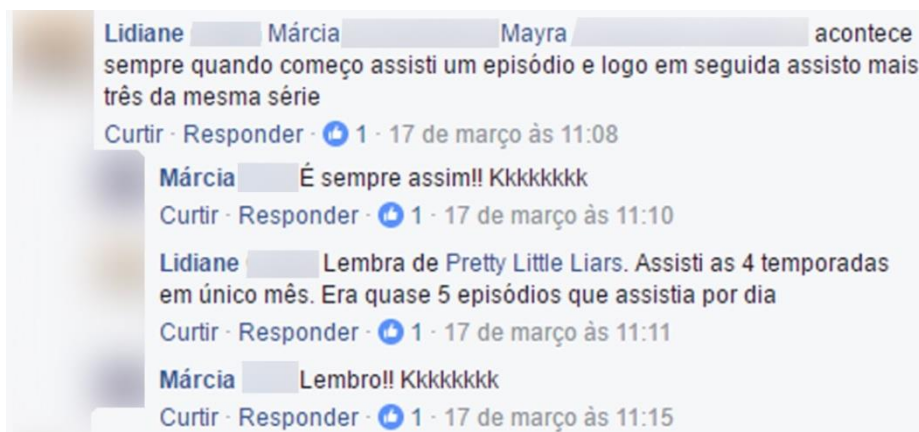 Lidiane Márcia Mayra acontece
sempre quando começo assisti um episódio e logo em seguida assisto mais
três da mesma série
Curtir · Responder · 1 · 17 de março às 11:08
Márcia É sempre assim!! Kkkkkkkk
Curtir · Responder · 1 · 17 de março às 11:10
Lidiane Lembra de Pretty Little Liars. Assisti as 4 temporadas
em único mês. Era quase 5 episódios que assistia por dia
Curtir · Responder · 1 · 17 de março às 11:11
Márcia Lembro!! Kkkkkkkk
Curtir · Responder · 1 · 17 de março às 11:15